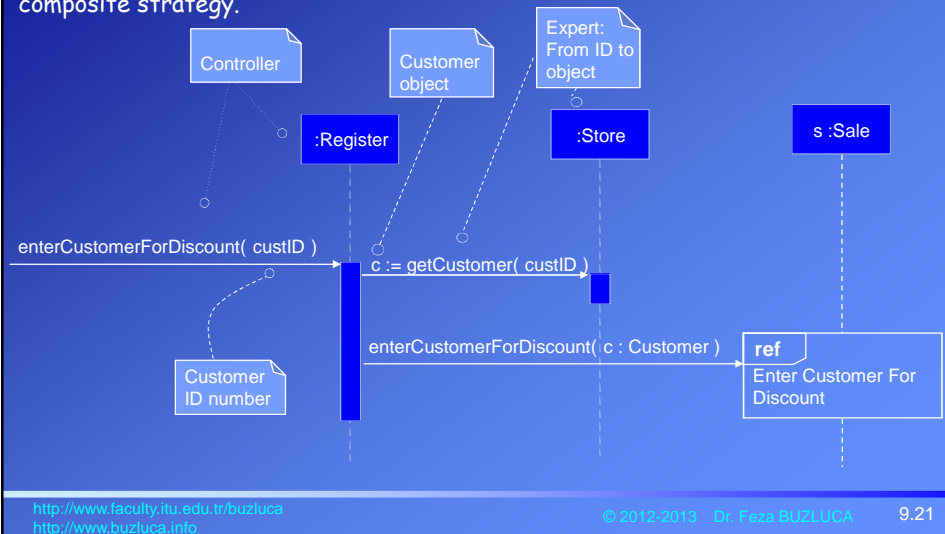 composite strategy.
Controller
Customer
object
Expert:
From ID to
object
:Register
:Store
s :Sale
enterCustomerForDiscount( custID )
c := getCustomer( custID )
enterCustomerForDiscount( c : Customer )
ref
Enter Customer For
Discount
Customer
ID number
http://www.faculty.itu.edu.tr/buzluca
http://www.buzluca.info
© 2012-2013 Dr. Feza BUZLUCA
9.21